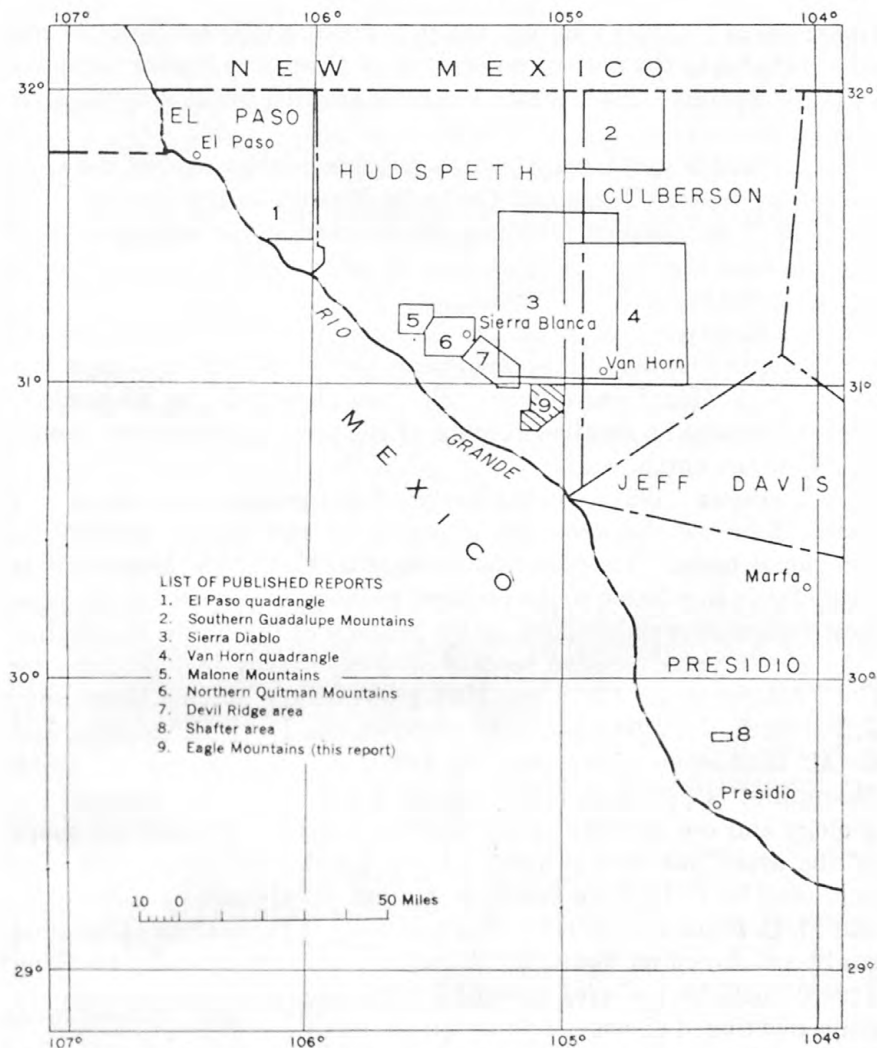 107° 106° 105° 104°
NEW MEXICO
32° 32°
EL PASO
El Paso
2
HUDSPETH
CULBERSON
1
3
5
Sierra Blanca
4
6
7
Van Horn
RIO
31° 31°
9
GRANDE
MEXICO
JEFF DAVIS
Marfa
LIST OF PUBLISHED REPORTS
1. El Paso quadrangle
2. Southern Guadalupe Mountains
3. Sierra Diablo
4. Van Horn quadrangle
5. Malone Mountains
6. Northern Quitman Mountains
7. Devil Ridge area
8. Shafter area
9. Eagle Mountains (this report)
PRESIDIO
30° 30°
8
Presidio
10 0 50 Miles
29° 29°
107° 106° 105° 104°